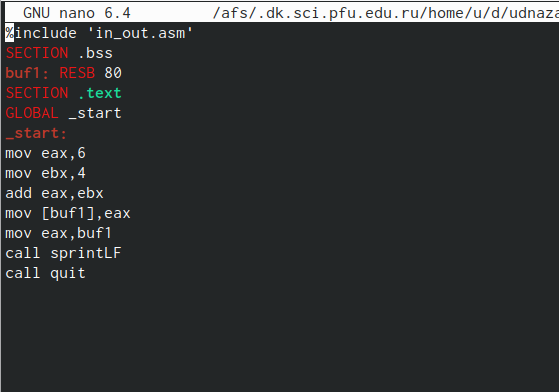 GNU nano 6.4 /afs/.dk.sci.pfu.edu.ru/home/u/d/udnaza
%include 'in_out.asm'
SECTION .bss
buf1: RESB 80
SECTION .text
GLOBAL _start
_start:
mov eax,6
mov ebx,4
add eax,ebx
mov [buf1],eax
mov eax,buf1
call sprintLF
call quit